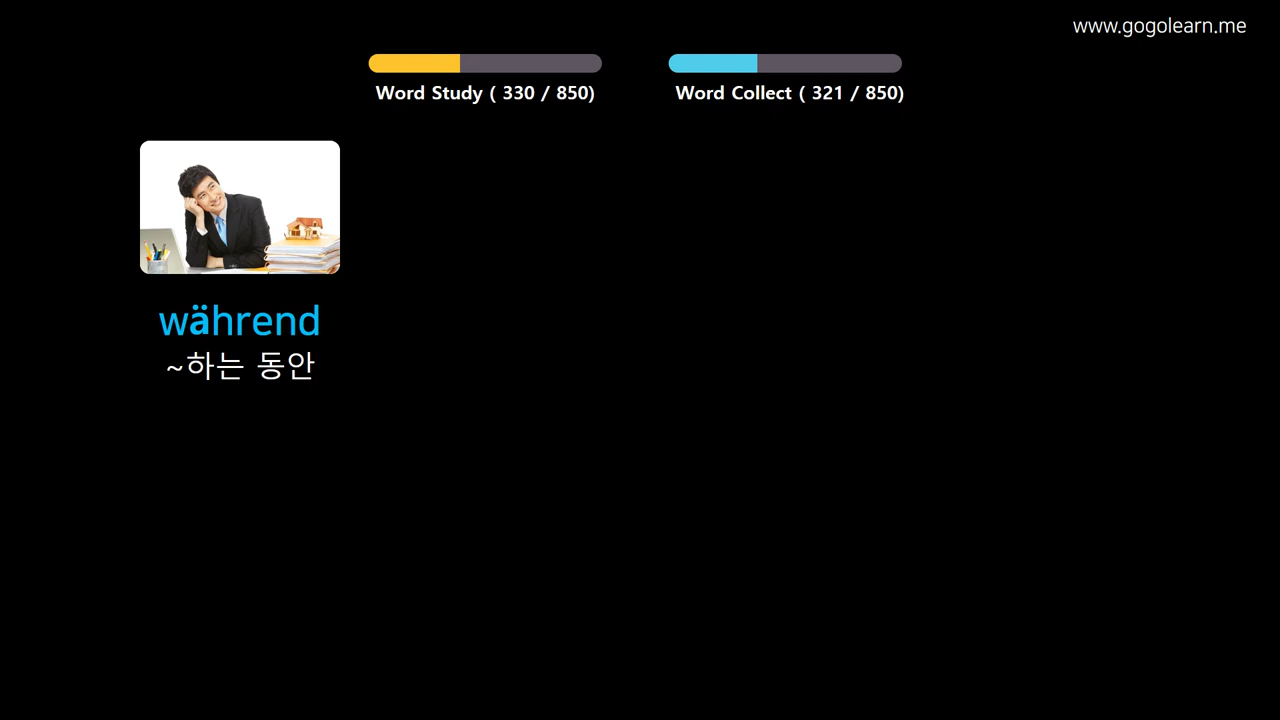 www.gogolearn.me
Word Study ( 330 / 850)
Word Collect ( 321 / 850)
während
~하는 동안